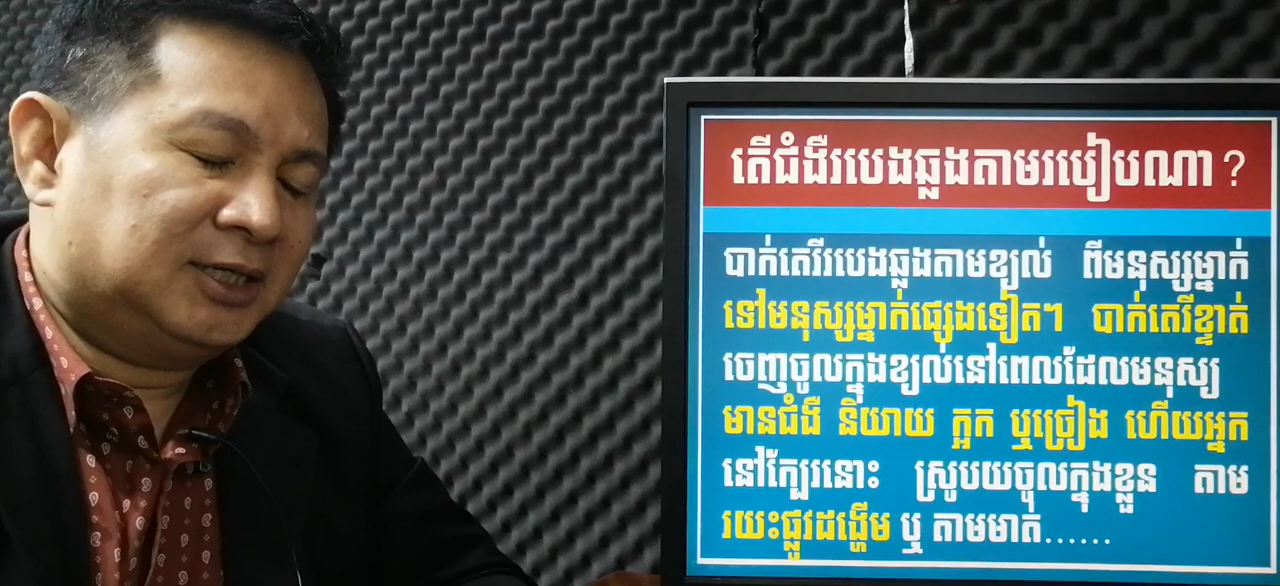 តើជំងឺរបេងឆ្លងតាមរបៀបណា ?
បាក់តេរីរបេងឆ្លងតាមខ្យល់ ពីមនុស្សម្នាក់
ទៅមនុស្សម្នាក់ផ្សេងទៀត។ បាក់តេរីខ្ទាត់
ចេញចូលក្នុងខ្យល់នៅពេលដែលមនុស្ស
មានជំងឺ និយាយ ក្អក ឬច្រៀង ហើយអ្នក
នៅក្បែរនោះ ស្រូបយចូលក្នុងខ្លួន តាម
រយះផ្លូវដង្ហើម ឬ តាមមាត់......